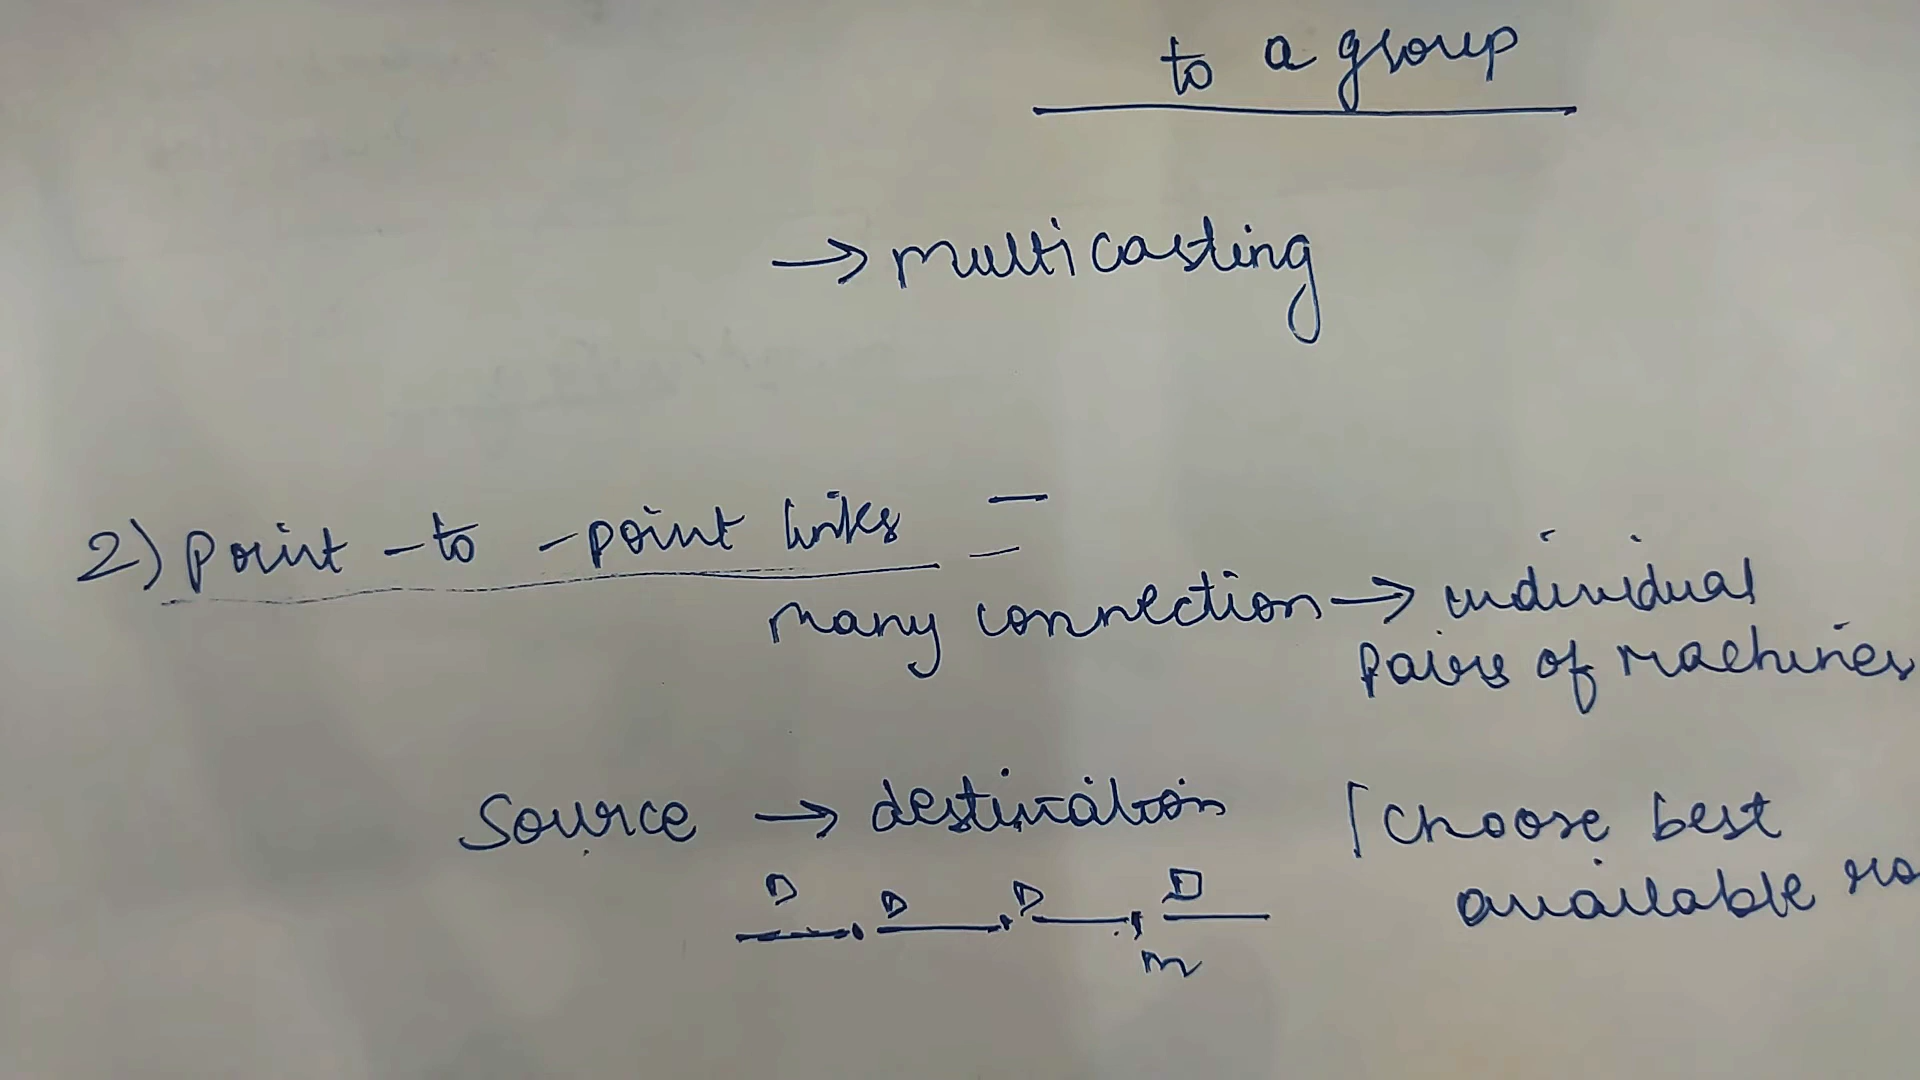 to a group
→ multicasting
2) Point-to-point links =
many connection → individual
pairs of machines
Source → destination [choose best
available
D D D D
m